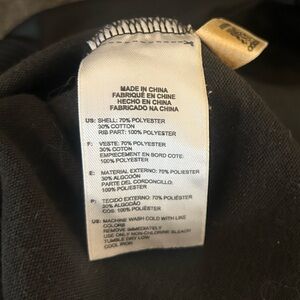 MADE IN CHINA
FABRIQUÉ EN CHINE
HECHO EN CHINA
FABRICADO NA CHINA
US: SHELL: 70% POLYESTER
30% COTTON
RIB PART: 100% POLYESTER
F: VESTE: 70% POLYESTER
30% COTON
EMPIECEMENT EN BORD COTE:
100% POLYESTER
E: MATERIAL EXTERNO: 70% POLIÉSTER
30% ALGODÓN
PARTE DEL CORDONCILLO:
100% POLIÉSTER
P: TECIDO EXTERNO: 70% POLIÉSTER
30% ALGODÃO
CÓS: 100% POLIÉSTER
US: MACHINE WASH COLD WITH LIKE
COLORS
REMOVE IMMEDIATELY
USE ONLY NON-CHLORINE BLEACH
TUMBLE DRY LOW
COOL IRON